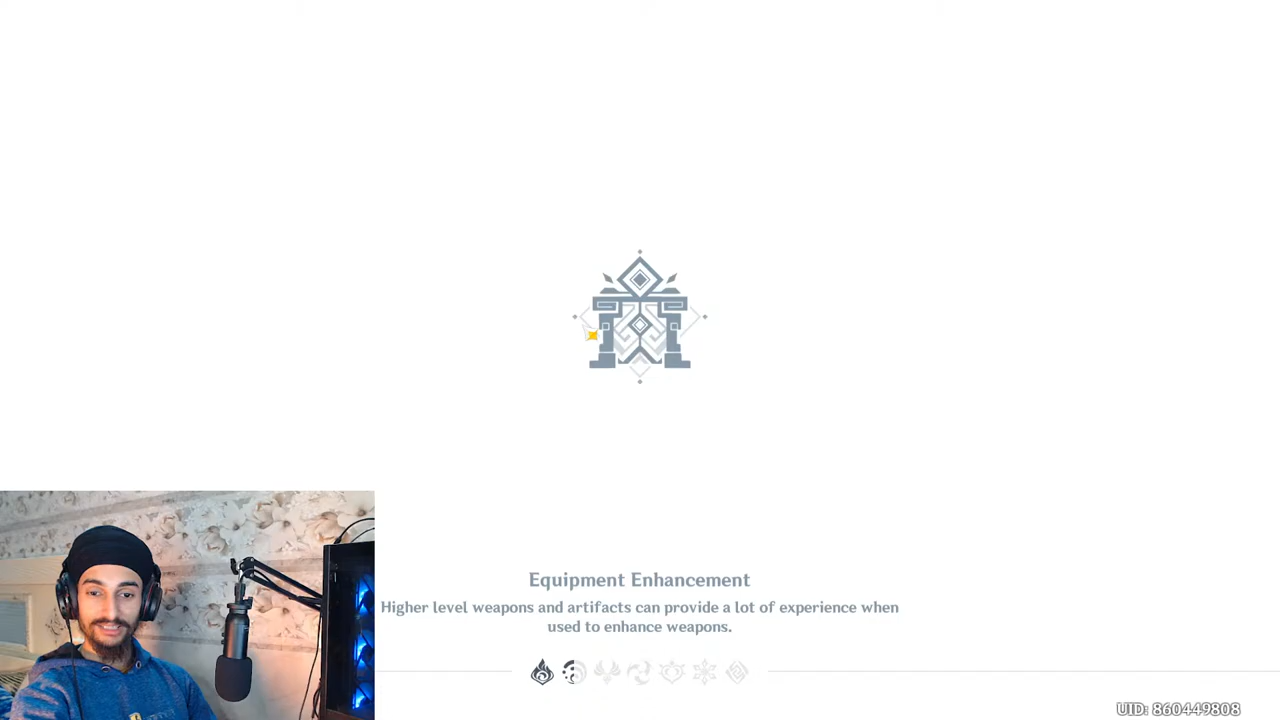 Equipment Enhancement
Higher level weapons and artifacts can provide a lot of experience when
used to enhance weapons.
UID: 860449808